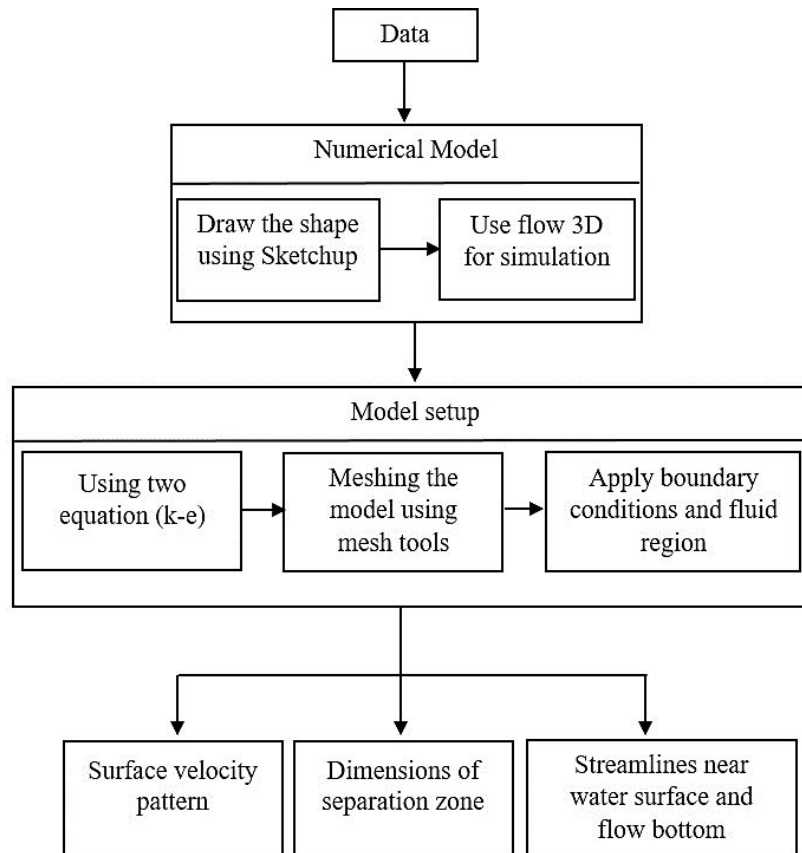 Data
Numerical Model
Draw the shape
using Sketchup
Use flow 3D
for simulation
Model setup
Using two
equation (k-e)
Meshing the
model using
mesh tools
Apply boundary
conditions and fluid
region
Surface velocity
pattern
Dimensions of
separation zone
Streamlines near
water surface and
flow bottom